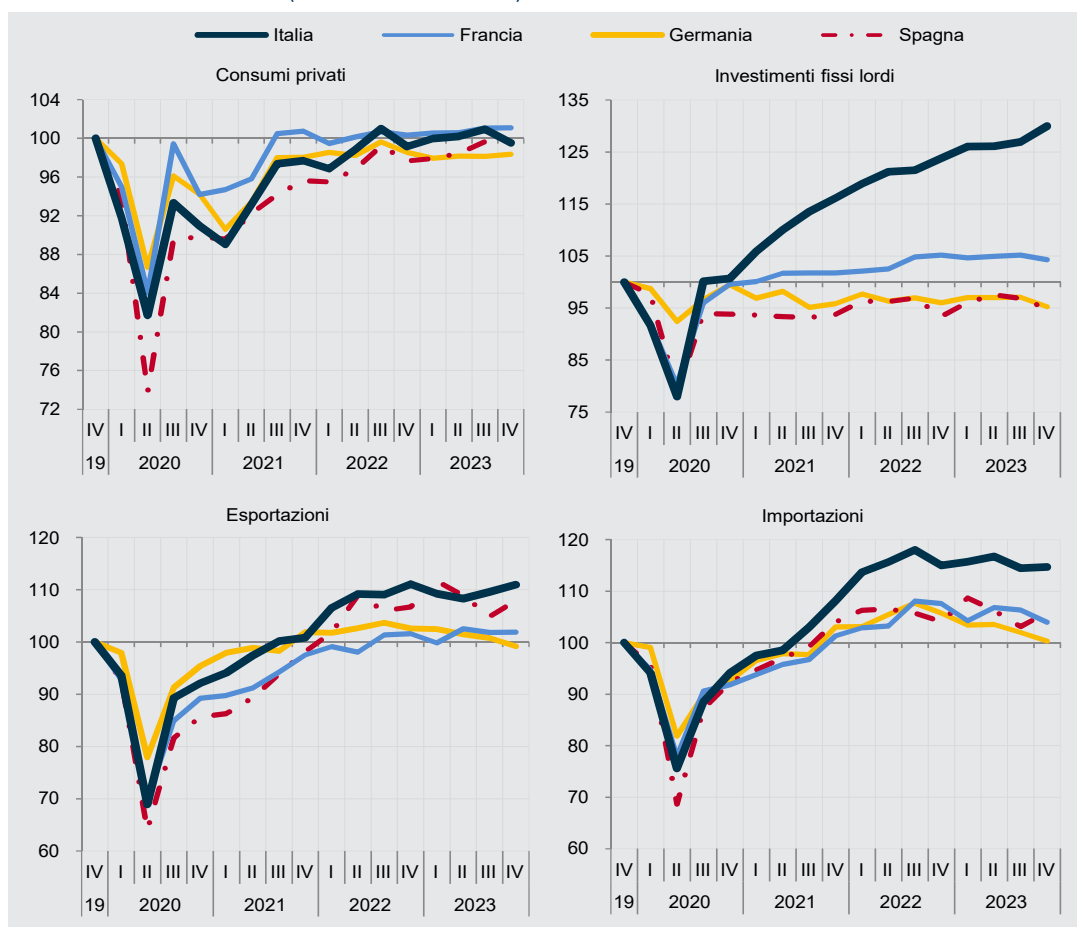 Italia Francia Germania Spagna
Consumi privati
104
100
96
92
88
84
80
76
72
IV I II III IV I II III IV I II III IV I II III IV
19 2020 2021 2022 2023
Investimenti fissi lordi
135
125
115
105
95
85
75
IV I II III IV I II III IV I II III IV I II III IV
19 2020 2021 2022 2023
Esportazioni
120
110
100
90
80
70
60
IV I II III IV I II III IV I II III IV I II III IV
19 2020 2021 2022 2023
Importazioni
120
110
100
90
80
70
60
IV I II III IV I II III IV I II III IV I II III IV
19 2020 2021 2022 2023